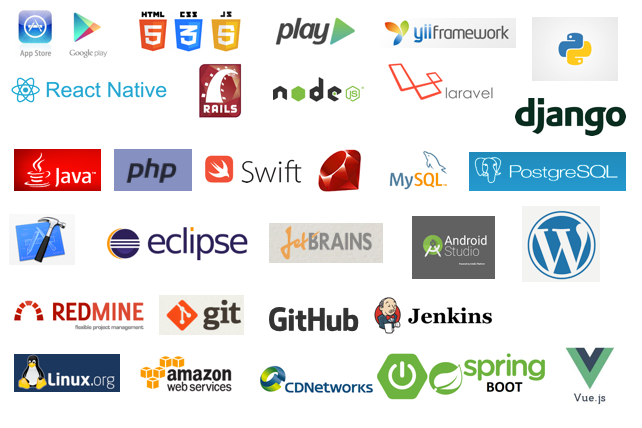 HTML CSS JS
5 3 5
play
yiiframework
App Store
Google play
React Native
RAILS
node
JS
laravel
django
Java
php
Swift
MySQL
PostgreSQL
eclipse
JetBRAINS
Android
Studio
REDMINE
flexible project management
git
GitHub
Jenkins
Linux.org
amazon
web services
CDNetworks
spring
BOOT
Vue.js